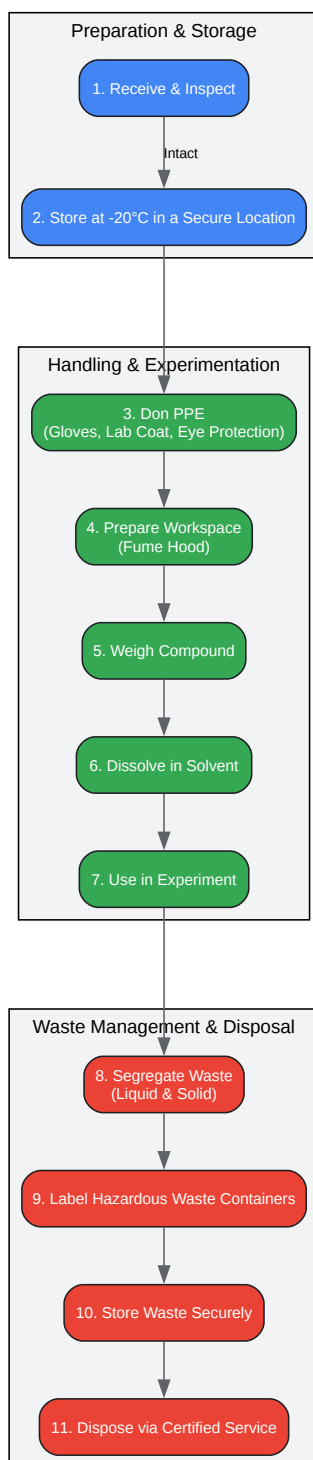 Preparation & Storage
1. Receive & Inspect
Intact
2. Store at -20°C in a Secure Location
Handling & Experimentation
3. Don PPE
(Gloves, Lab Coat, Eye Protection)
4. Prepare Workspace
(Fume Hood)
5. Weigh Compound
6. Dissolve in Solvent
7. Use in Experiment
Waste Management & Disposal
8. Segregate Waste
(Liquid & Solid)
9. Label Hazardous Waste Containers
10. Store Waste Securely
11. Dispose via Certified Service